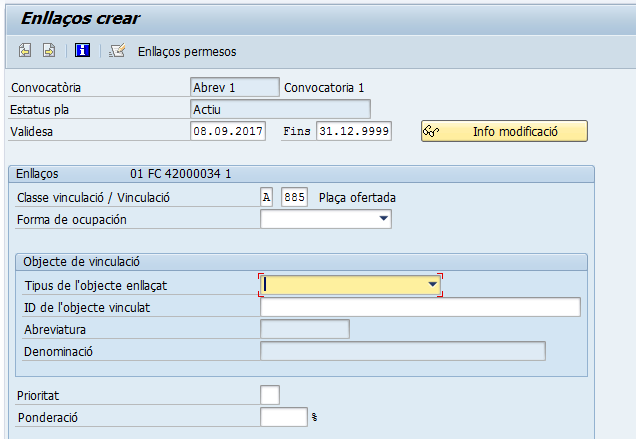 Enllaços crear
Enllaços permesos
Convocatòria Abrev 1 Convocatoria 1
Estatus pla Actiu
Validesa 08.09.2017 Fins 31.12.9999 Info modificació
Enllaços 01 FC 42000034 1
Classe vinculació / Vinculació A 885 Plaça ofertada
Forma de ocupación
Objecte de vinculació
Tipus de l'objecte enllaçat
ID de l'objecte vinculat
Abreviatura
Denominació
Prioritat
Ponderació %